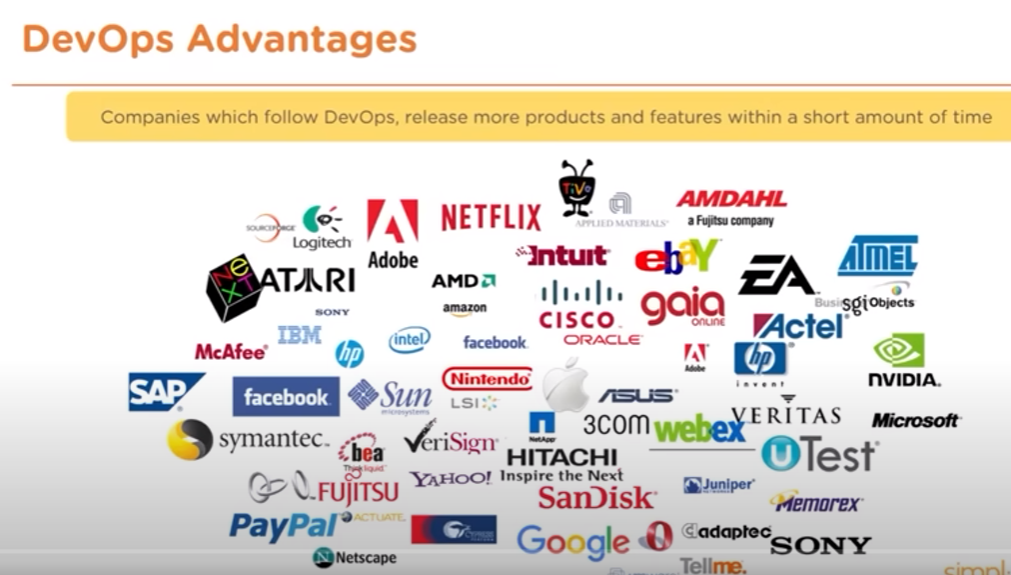 DevOps Advantages
Companies which follow DevOps, release more products and features within a short amount of time
TiVo
SOURCEFORGE
Logitech
Adobe
NETFLIX
APPLIED MATERIALS
AMDAHL
a Fujitsu company
NeXT
ATARI
AMD
intuit
ebay
EA
ATMEL
SONY
amazon
CISCO
gaia
ONLINE
sgi
Objects
McAfee
IBM
hp
intel
facebook
ORACLE
Adobe
hp
invent
Actel
NVIDIA
SAP
facebook
Sun
microsystems
Nintendo
LSI
ASUS
VERITAS
Microsoft
symantec
bea
Think liquid
VeriSign
NetApp
3COM
webex
uTest
HITACHI
Inspire the Next
FUJITSU
YAHOO!
SanDisk
Juniper
NETWORKS
Memorex
PayPal
ACTUATE
Google
adaptec
SONY
Netscape
Tellme
simpl